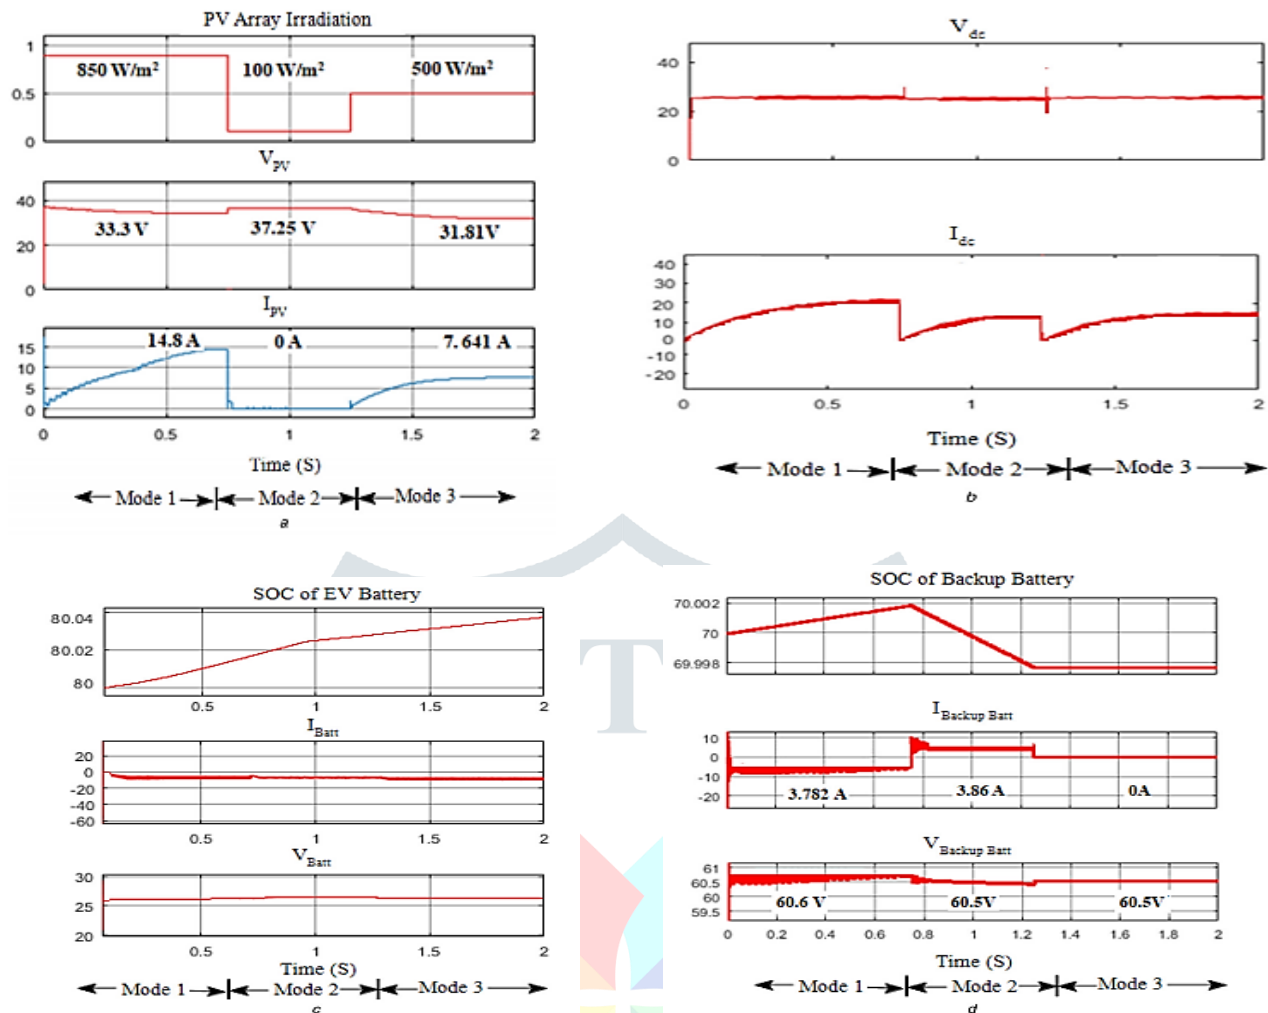 PV Array Irradiation
1
0.5
0
850 W/m²
100 W/m²
500 W/m²
V_PV
40
20
0
33.3 V
37.25 V
31.81V
I_PV
15
10
5
0
14.8 A
0 A
7.641 A
0
0.5
1
1.5
2
Time (S)
Mode 1
Mode 2
Mode 3
a
V_dc
40
20
0
I_dc
40
30
20
10
0
-10
-20
0
0.5
1
1.5
2
Time (S)
Mode 1
Mode 2
Mode 3
b
SOC of EV Battery
80.04
80.02
80
0.5
1
1.5
2
I_Batt
20
0
-20
-40
-60
0.5
1
1.5
2
V_Batt
30
25
20
0.5
1
1.5
2
Time (S)
Mode 1
Mode 2
Mode 3
c
T
SOC of Backup Battery
70.002
70
69.998
I_Backup Batt
10
0
-10
-20
3.782 A
3.86 A
0A
V_Backup Batt
61
60.5
60
59.5
60.6 V
60.5V
60.5V
0
0.2
0.4
0.6
0.8
1
1.2
1.4
1.6
1.8
2
Time (S)
Mode 1
Mode 2
Mode 3
d